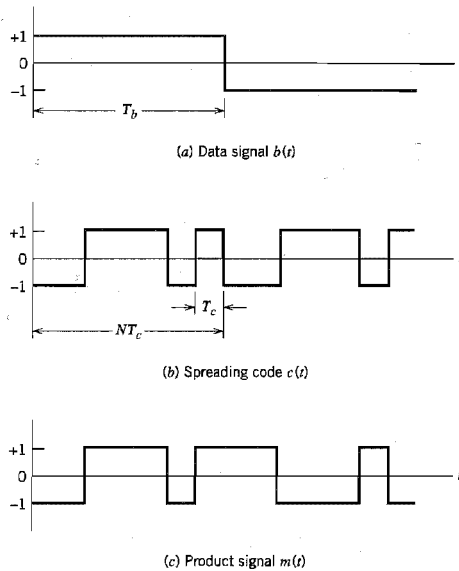 +1
0
-1
T_b
(a) Data signal b(t)
+1
0
-1
T_c
NT_c
(b) Spreading code c(t)
+1
0
-1
(c) Product signal m(t)